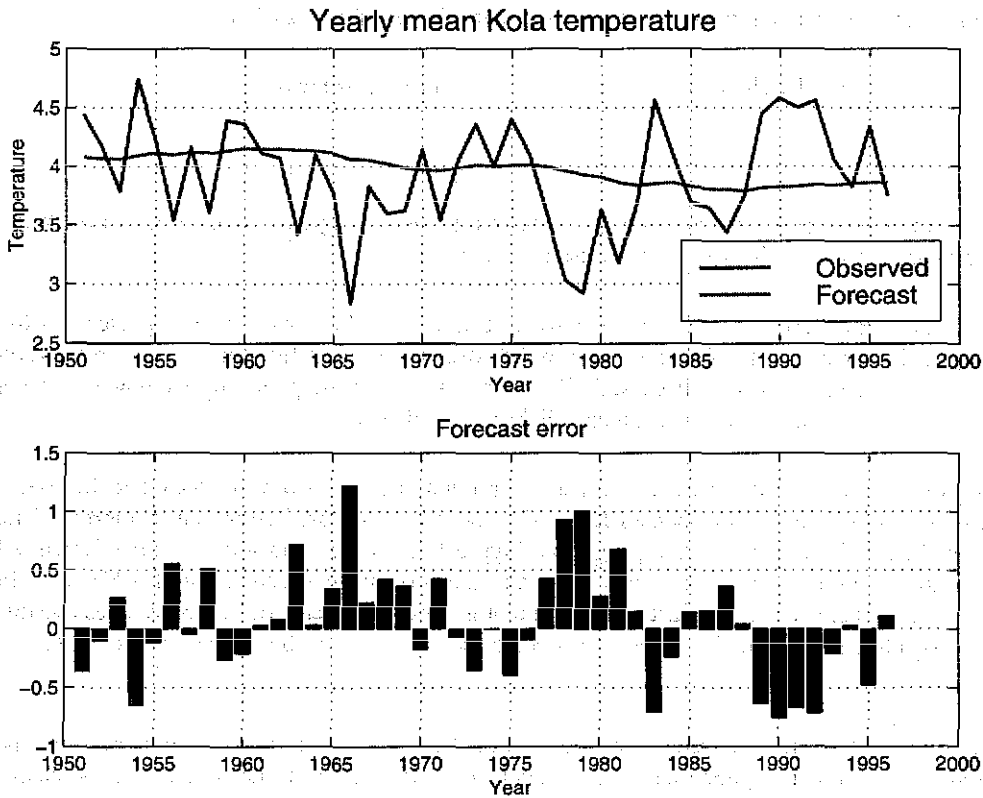 Yearly mean Kola temperature
5
4.5
4
3.5
3
2.5
Temperature
Observed
Forecast
1950 1955 1960 1965 1970 1975 1980 1985 1990 1995 2000
Year
Forecast error
1.5
1
0.5
0
−0.5
−1
1950 1955 1960 1965 1970 1975 1980 1985 1990 1995 2000
Year